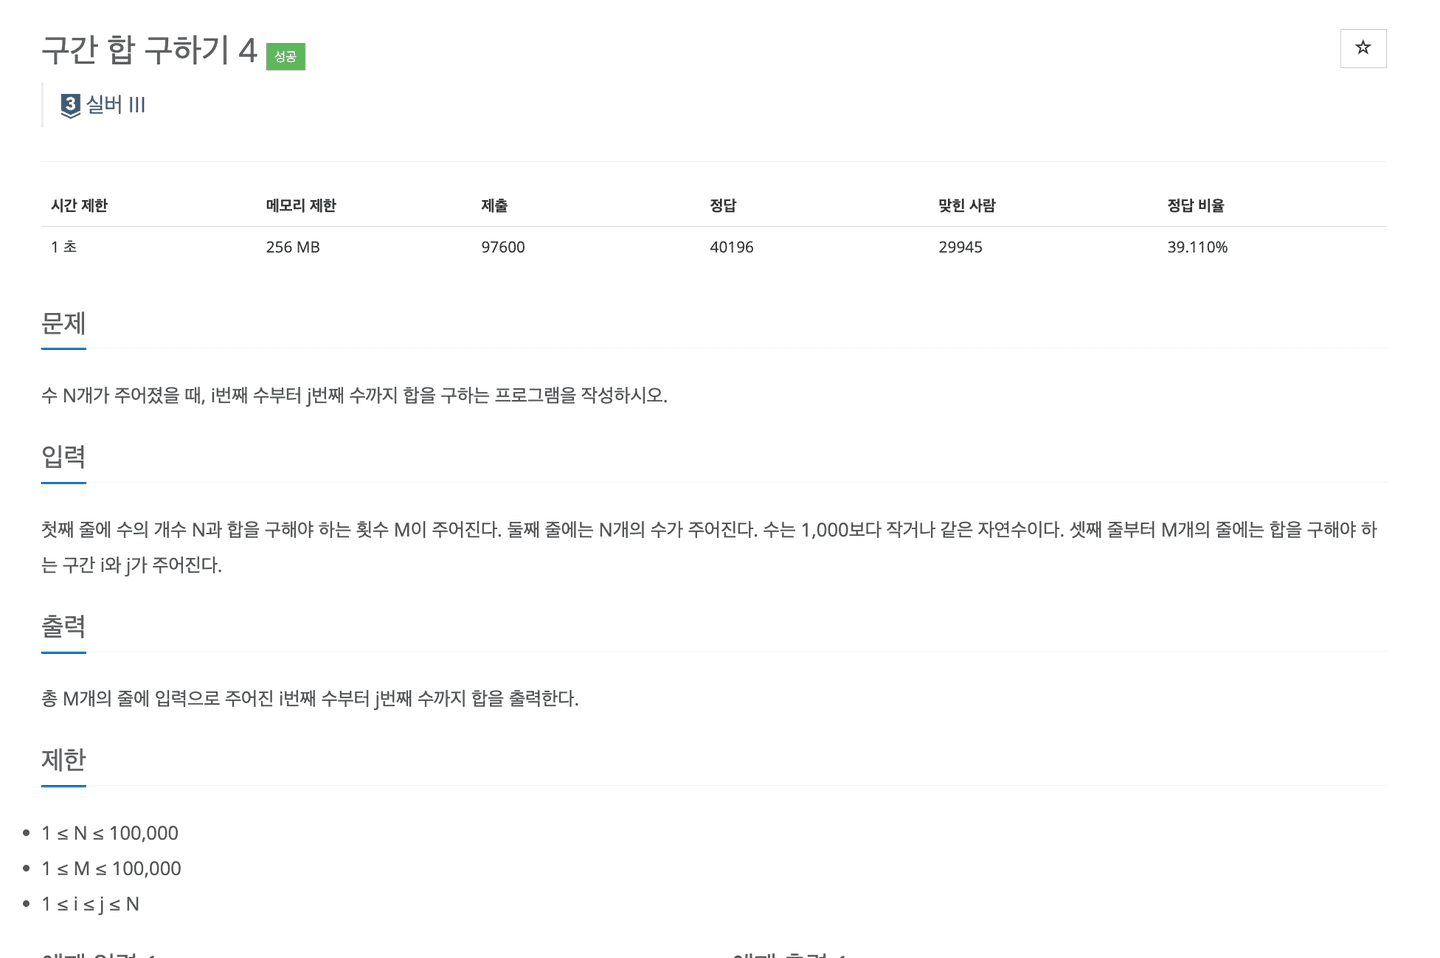 구간 합 구하기 4 성공
☆
3 실버 III
시간 제한 메모리 제한 제출 정답 맞힌 사람 정답 비율
1 초 256 MB 97600 40196 29945 39.110%
문제
수 N개가 주어졌을 때, i번째 수부터 j번째 수까지 합을 구하는 프로그램을 작성하시오.
입력
첫째 줄에 수의 개수 N과 합을 구해야 하는 횟수 M이 주어진다. 둘째 줄에는 N개의 수가 주어진다. 수는 1,000보다 작거나 같은 자연수이다. 셋째 줄부터 M개의 줄에는 합을 구해야 하
는 구간 i와 j가 주어진다.
출력
총 M개의 줄에 입력으로 주어진 i번째 수부터 j번째 수까지 합을 출력한다.
제한
• 1 ≤ N ≤ 100,000
• 1 ≤ M ≤ 100,000
• 1 ≤ i ≤ j ≤ N